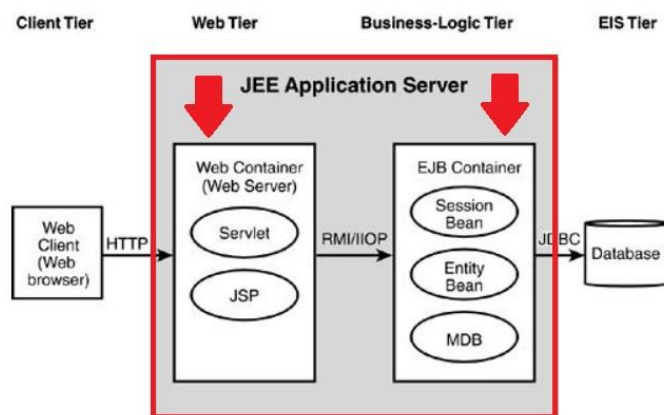 Client Tier
Web Tier
Business-Logic Tier
EIS Tier
JEE Application Server
Web Container
(Web Server)
Servlet
JSP
EJB Container
Session
Bean
Entity
Bean
MDB
Web
Client
(Web
browser)
HTTP
RMI/IIOP
JDBC
Database